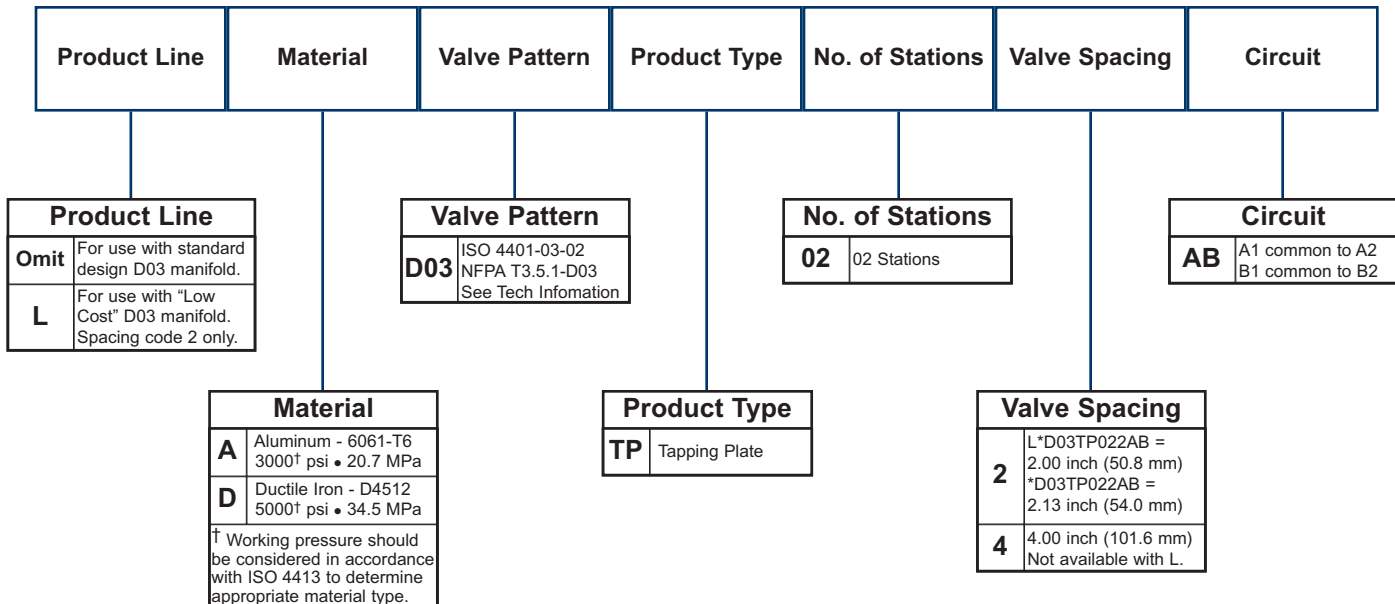 Product Line
Material
Valve Pattern
Product Type
No. of Stations
Valve Spacing
Circuit
Product Line
Omit
For use with standard
design D03 manifold.
L
For use with “Low
Cost” D03 manifold.
Spacing code 2 only.
Valve Pattern
D03
ISO 4401-03-02
NFPA T3.5.1-D03
See Tech Infomation
No. of Stations
02
02 Stations
Circuit
AB
A1 common to A2
B1 common to B2
Material
A
Aluminum - 6061-T6
3000† psi • 20.7 MPa
D
Ductile Iron - D4512
5000† psi • 34.5 MPa
† Working pressure should
be considered in accordance
with ISO 4413 to determine
appropriate material type.
Product Type
TP
Tapping Plate
Valve Spacing
2
L*D03TP022AB =
2.00 inch (50.8 mm)
*D03TP022AB =
2.13 inch (54.0 mm)
4
4.00 inch (101.6 mm)
Not available with L.